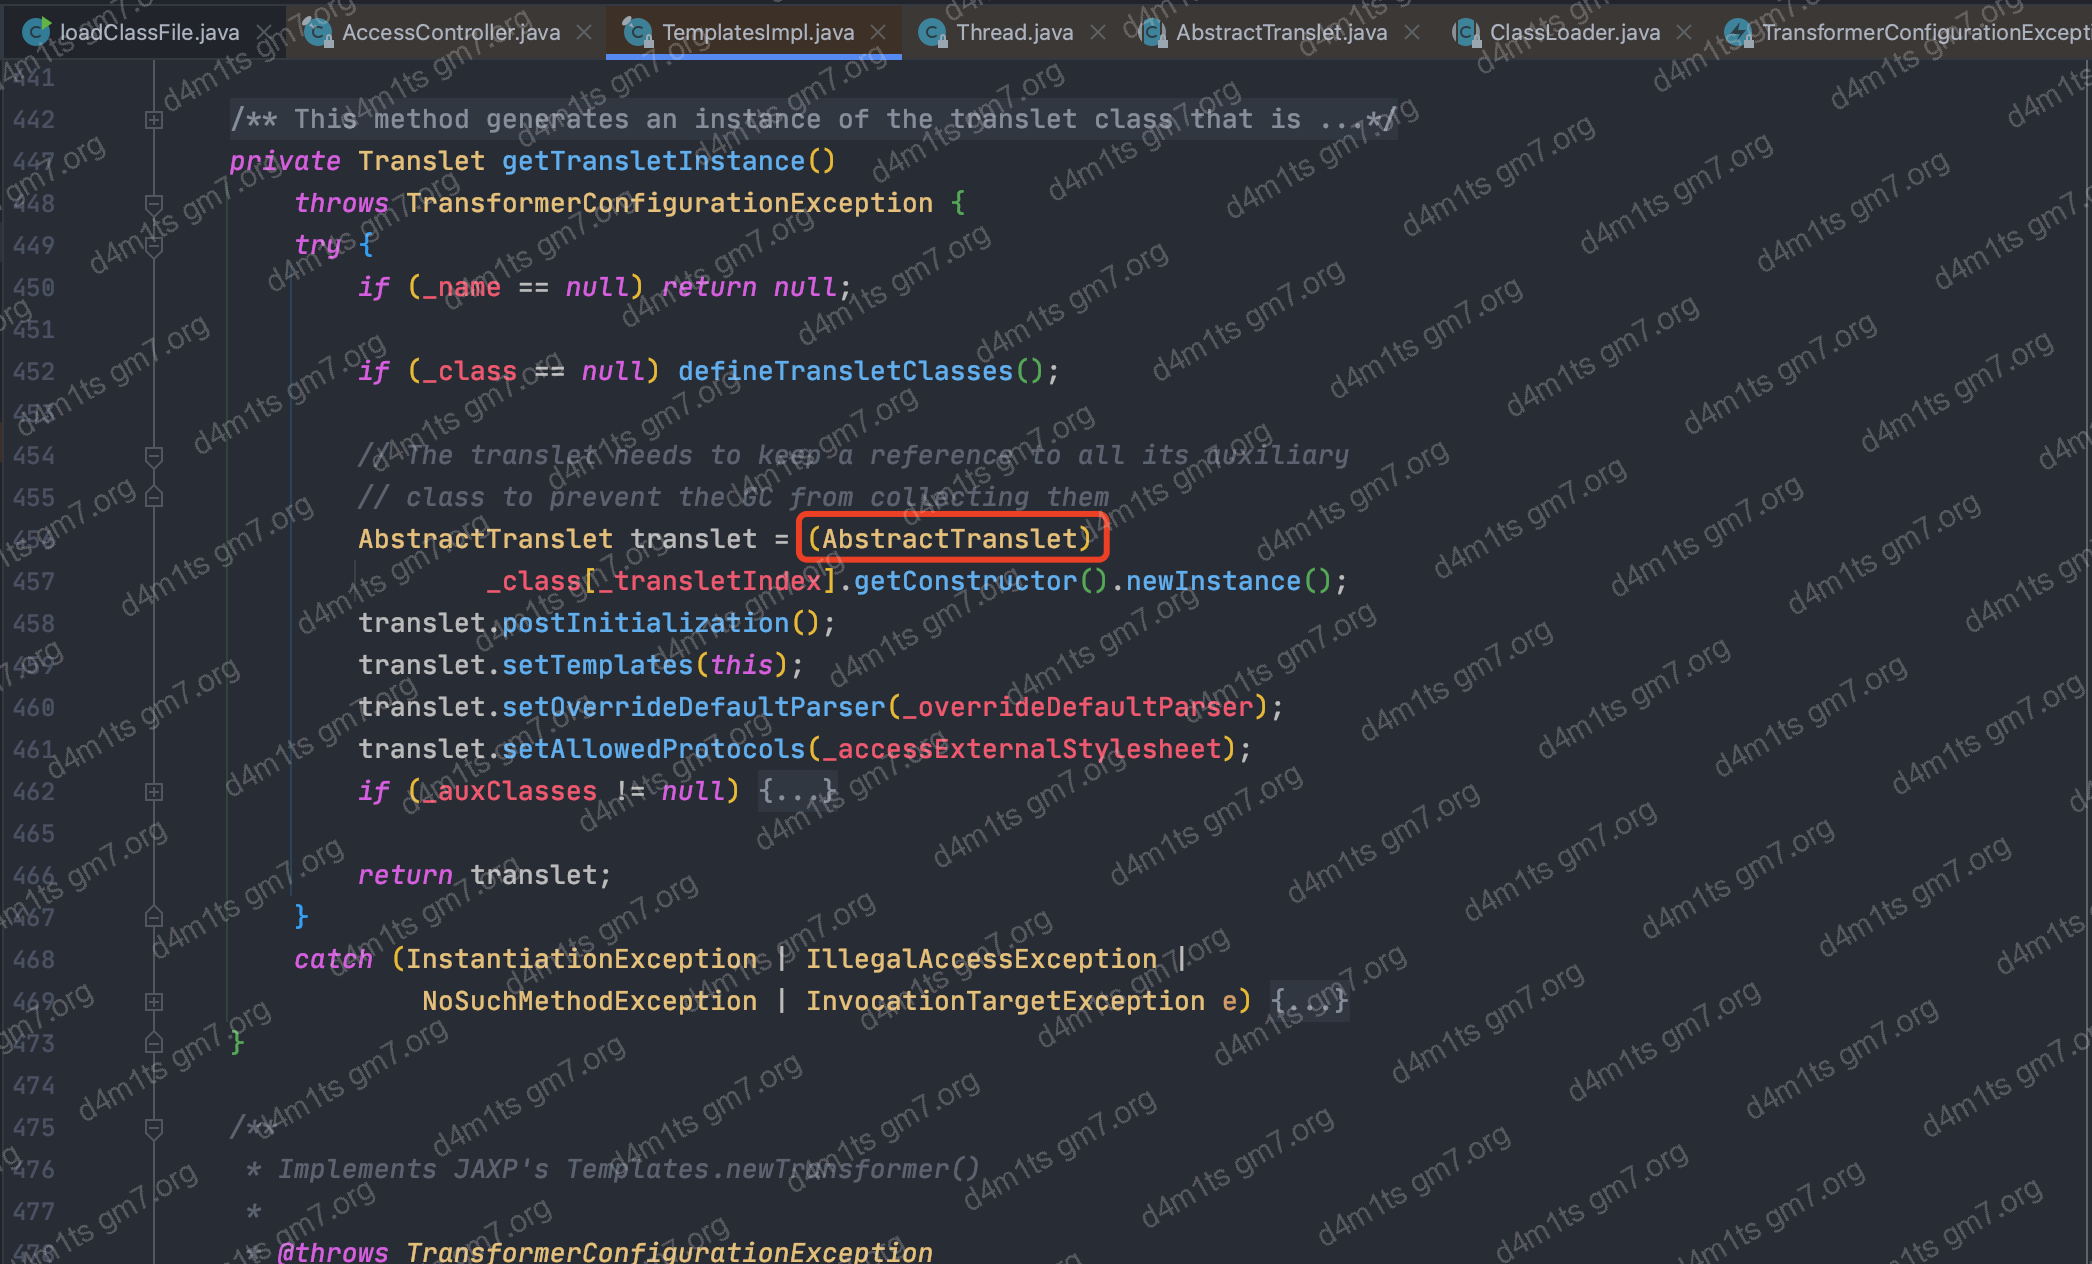 loadClassFile.java AccessController.java TemplatesImpl.java Thread.java AbstractTranslet.java ClassLoader.java TransformerConfigurationExcept
441
442 /** This method generates an instance of the translet class that is ...*/
447 private Translet getTransletInstance()
448 throws TransformerConfigurationException {
449 try {
450 if (_name == null) return null;
451
452 if (_class == null) defineTransletClasses();
453
454 // The translet needs to keep a reference to all its auxiliary
455 // class to prevent the GC from collecting them
456 AbstractTranslet translet = (AbstractTranslet)
457 _class[_transletIndex].getConstructor().newInstance();
458 translet.postInitialization();
459 translet.setTemplates(this);
460 translet.setOverrideDefaultParser(_overrideDefaultParser);
461 translet.setAllowedProtocols(_accessExternalStylesheet);
462 if (_auxClasses != null) {...}
465
466 return translet;
467 }
468 catch (InstantiationException | IllegalAccessException |
469 NoSuchMethodException | InvocationTargetException e) {...}
473 }
474
475 /**
476 * Implements JAXP's Templates.newTransformer()
477 *
478 * @throws TransformerConfigurationException
d4m1ts gm7.org